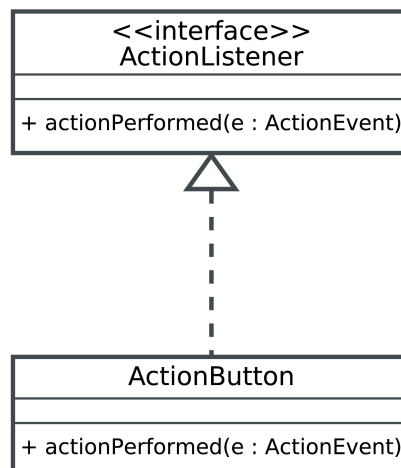 <<interface>>
ActionListener
+ actionPerformed(e : ActionEvent)
ActionButton
+ actionPerformed(e : ActionEvent)